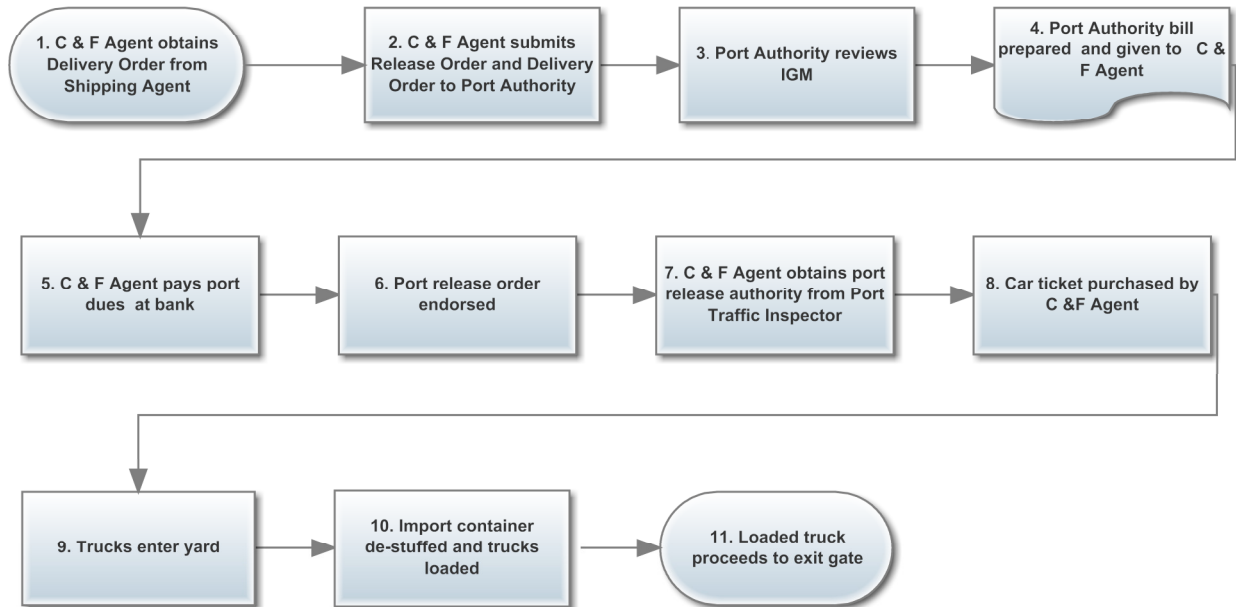 1. C & F Agent obtains
Delivery Order from
Shipping Agent
2. C & F Agent submits
Release Order and Delivery
Order to Port Authority
3. Port Authority reviews
IGM
4. Port Authority bill
prepared and given to C &
F Agent
5. C & F Agent pays port
dues at bank
6. Port release order
endorsed
7. C & F Agent obtains port
release authority from Port
Traffic Inspector
8. Car ticket purchased by
C &F Agent
9. Trucks enter yard
10. Import container
de-stuffed and trucks
loaded
11. Loaded truck
proceeds to exit gate